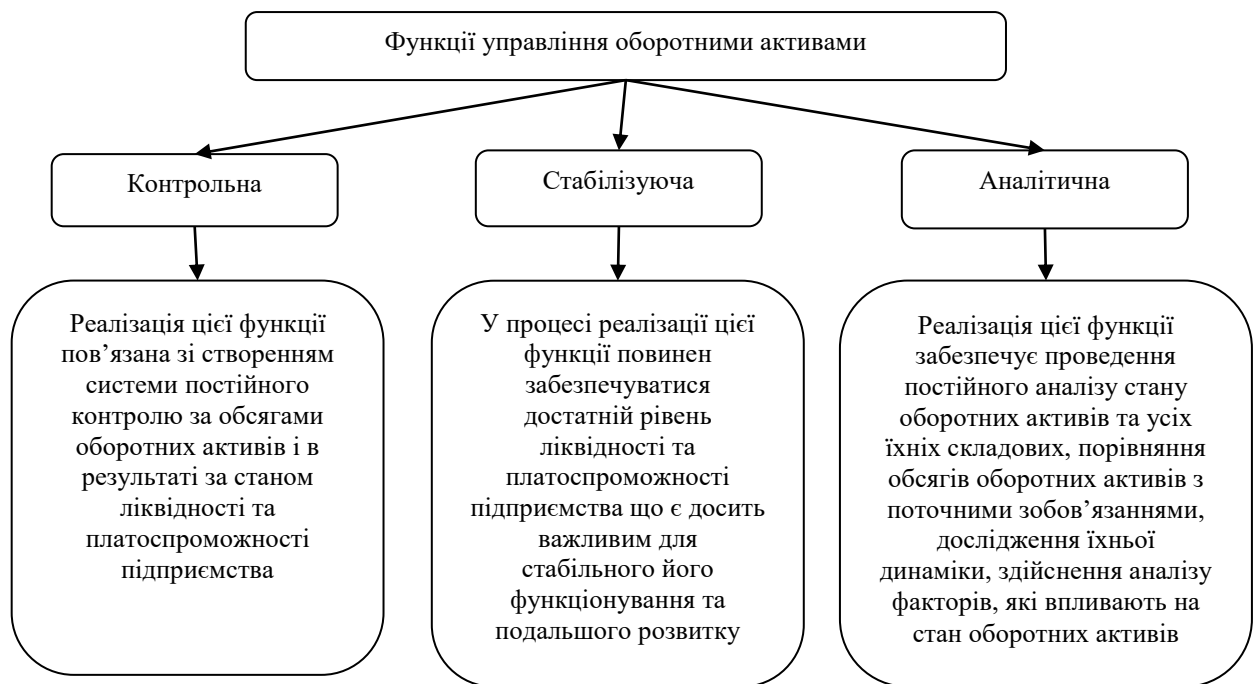 Функції управління оборотними активами
Контрольна
Стабілізуюча
Аналітична
Реалізація цієї функції
пов’язана зі створенням
системи постійного
контролю за обсягами
оборотних активів і в
результаті за станом
ліквідності та
платоспроможності
підприємства
У процесі реалізації цієї
функції повинен
забезпечуватися
достатній рівень
ліквідності та
платоспроможності
підприємства що є досить
важливим для
стабільного його
функціонування та
подальшого розвитку
Реалізація цієї функції
забезпечує проведення
постійного аналізу стану
оборотних активів та усіх
їхніх складових, порівняння
обсягів оборотних активів з
поточними зобов’язаннями,
дослідження їхньої
динаміки, здійснення аналізу
факторів, які впливають на
стан оборотних активів